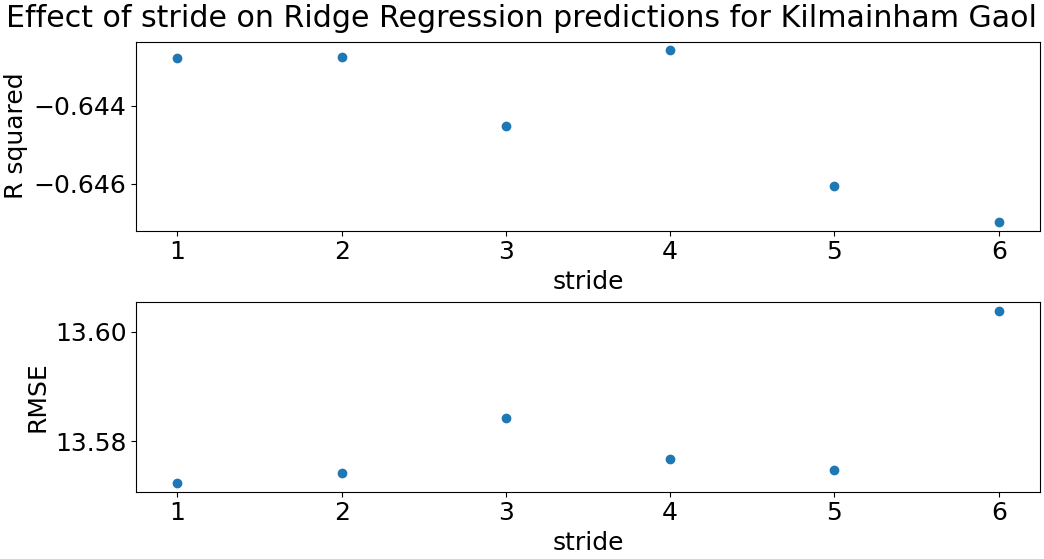 Effect of stride on Ridge Regression predictions for Kilmainham Gaol
R squared
−0.644
−0.646
1 2 3 4 5 6
stride
RMSE
13.60
13.58
1 2 3 4 5 6
stride